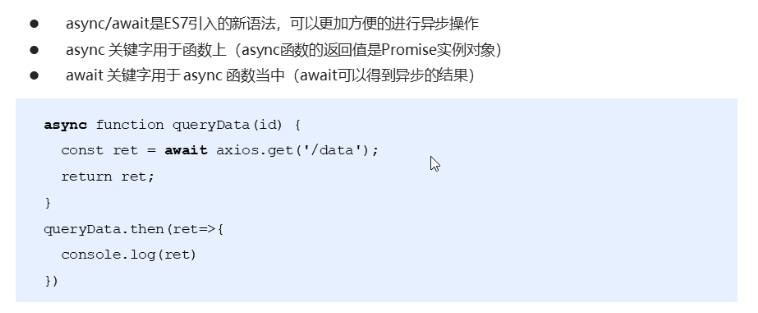 ● async/await是ES7引入的新语法，可以更加方便的进行异步操作
● async 关键字用于函数上（async函数的返回值是Promise实例对象）
● await 关键字用于 async 函数当中（await可以得到异步的结果）
async function queryData(id) {
  const ret = await axios.get('/data');
  return ret;
}
queryData.then(ret=>{
  console.log(ret)
})